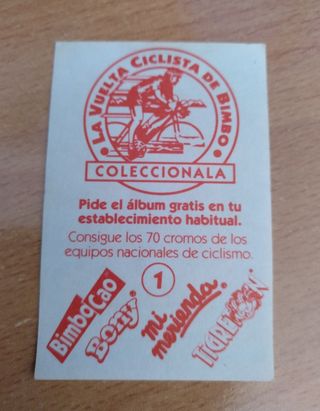 LA VUELTA CICLISTA DE BIMBO
COLECCIONALA
Pide el álbum gratis en tu
establecimiento habitual.
Consigue los 70 cromos de los
equipos nacionales de ciclismo.
1
BimboCao
Bony
mi
merienda.
TIGRETÓN